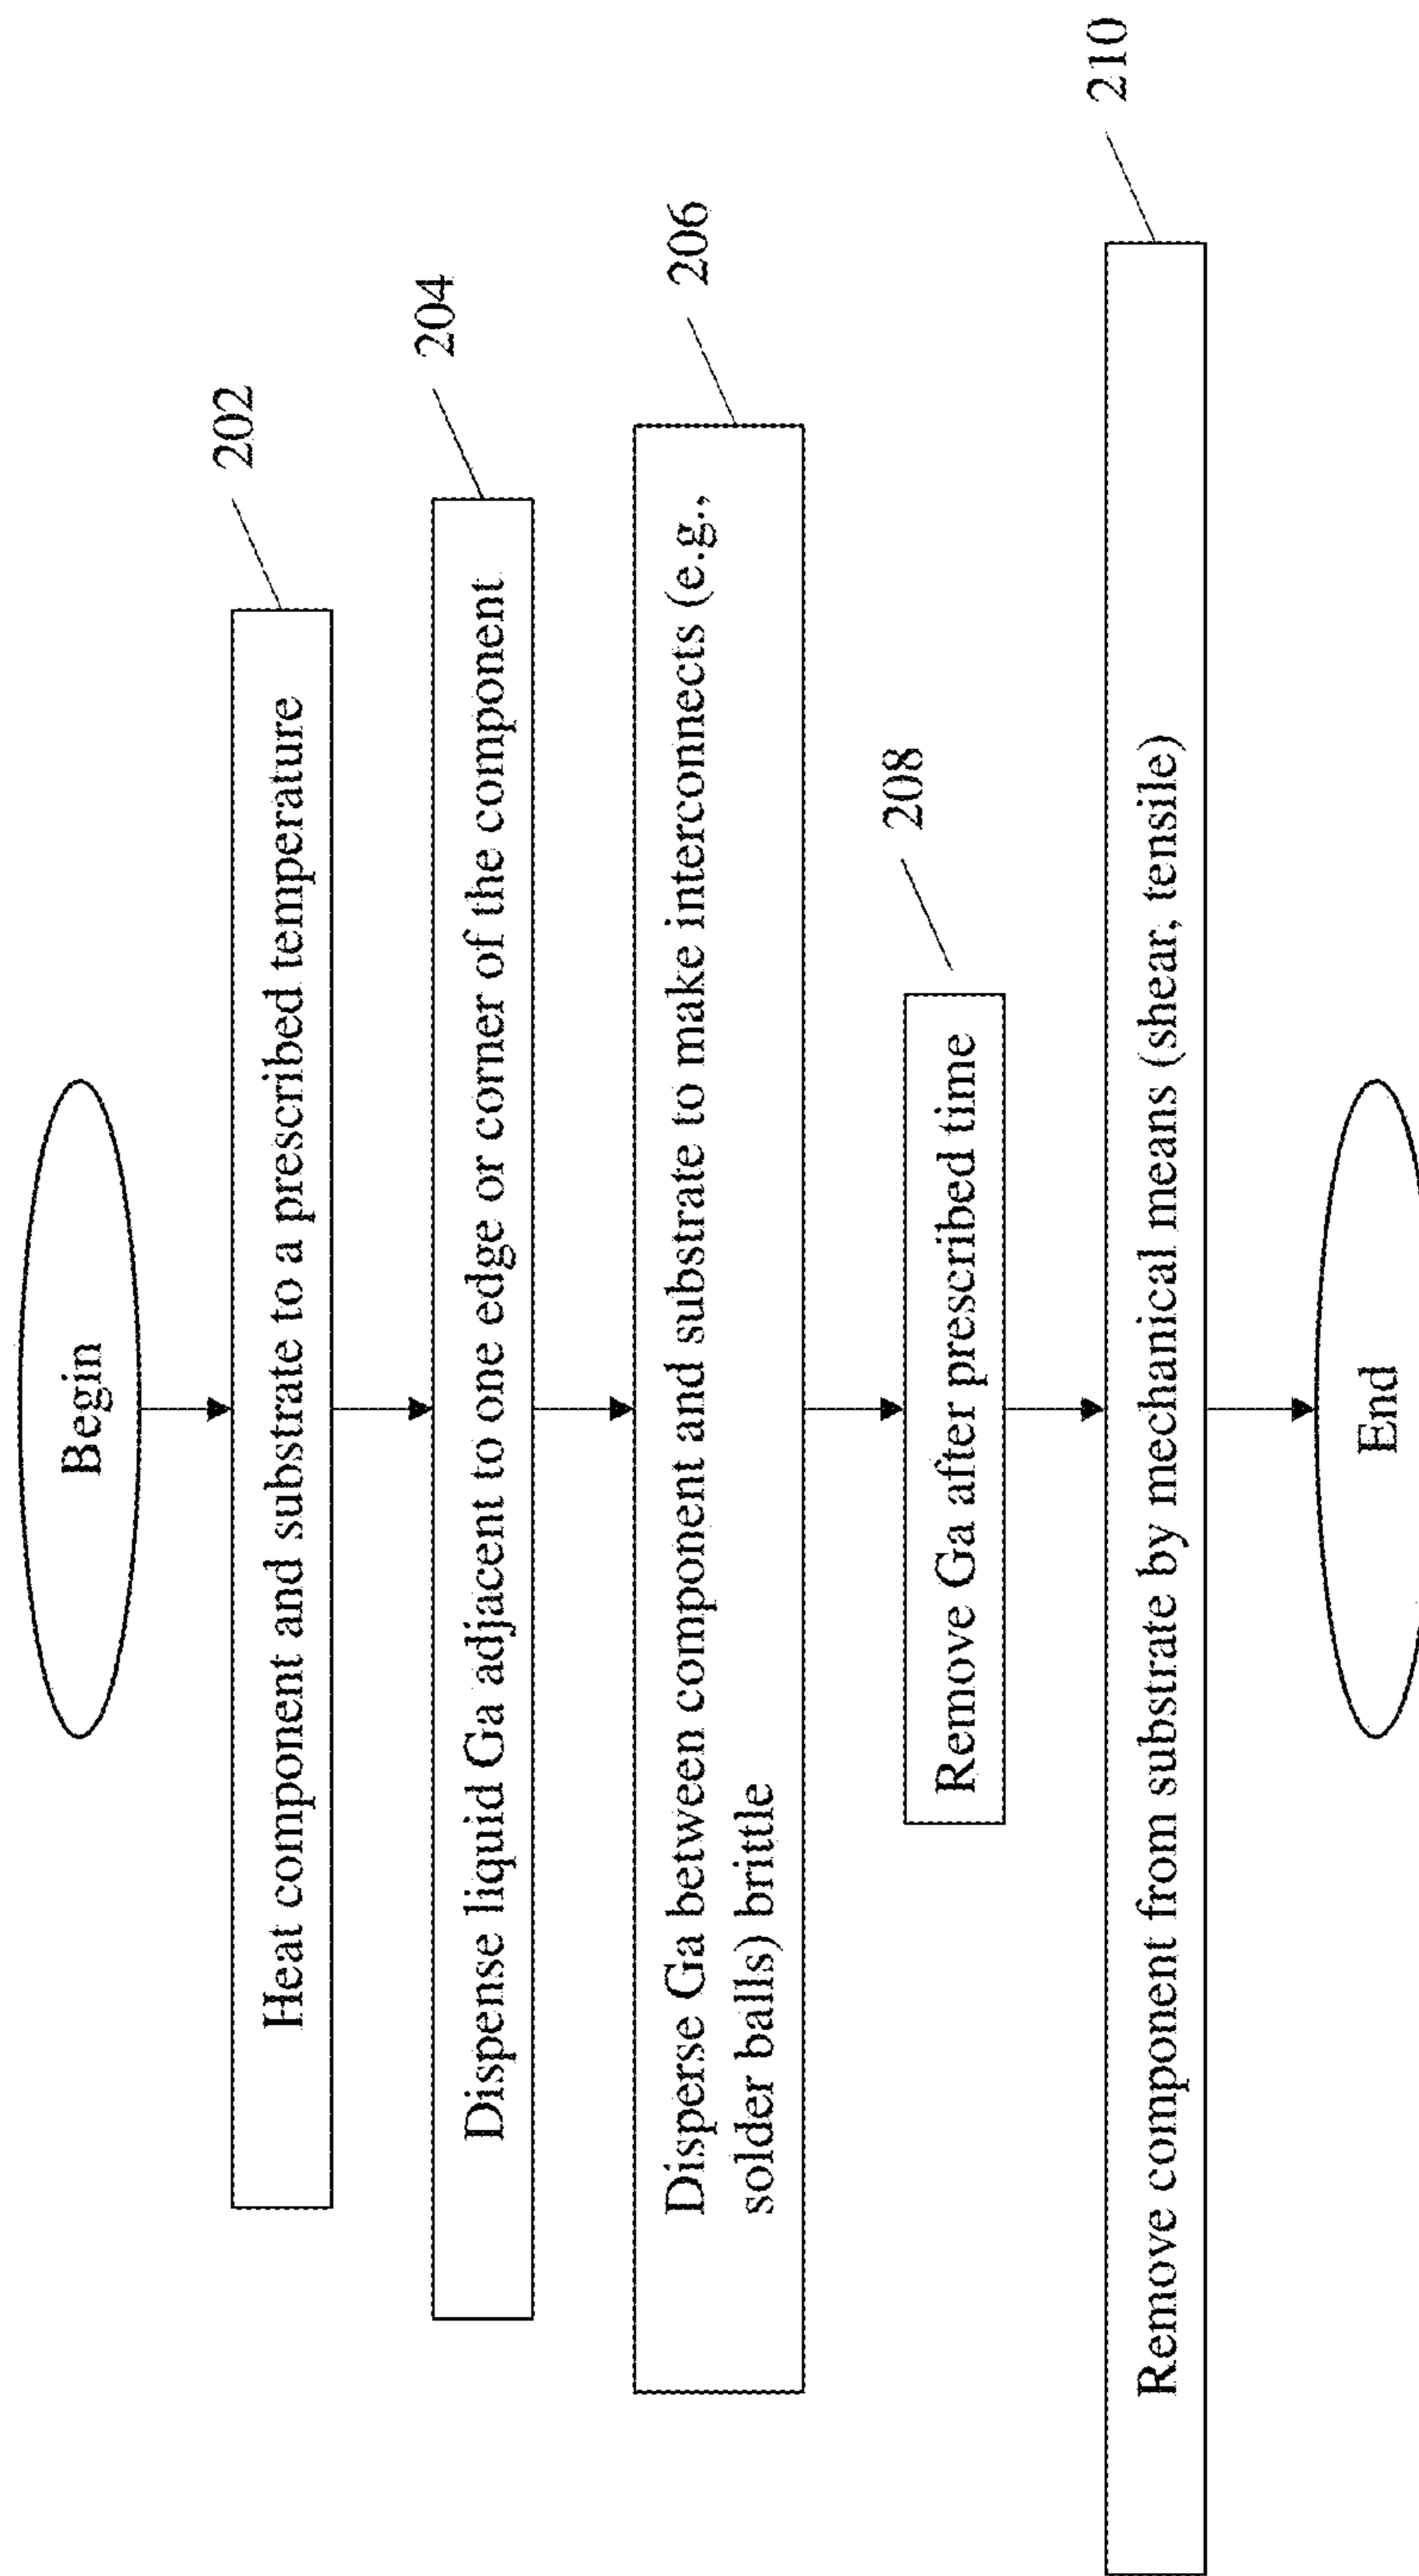 Begin
202
Heat component and substrate to a prescribed temperature
204
Dispense liquid Ga adjacent to one edge or corner of the component
206
Disperse Ga between component and substrate to make interconnects (e.g.,
solder balls) brittle
208
Remove Ga after prescribed time
210
Remove component from substrate by mechanical means (shear, tensile)
End